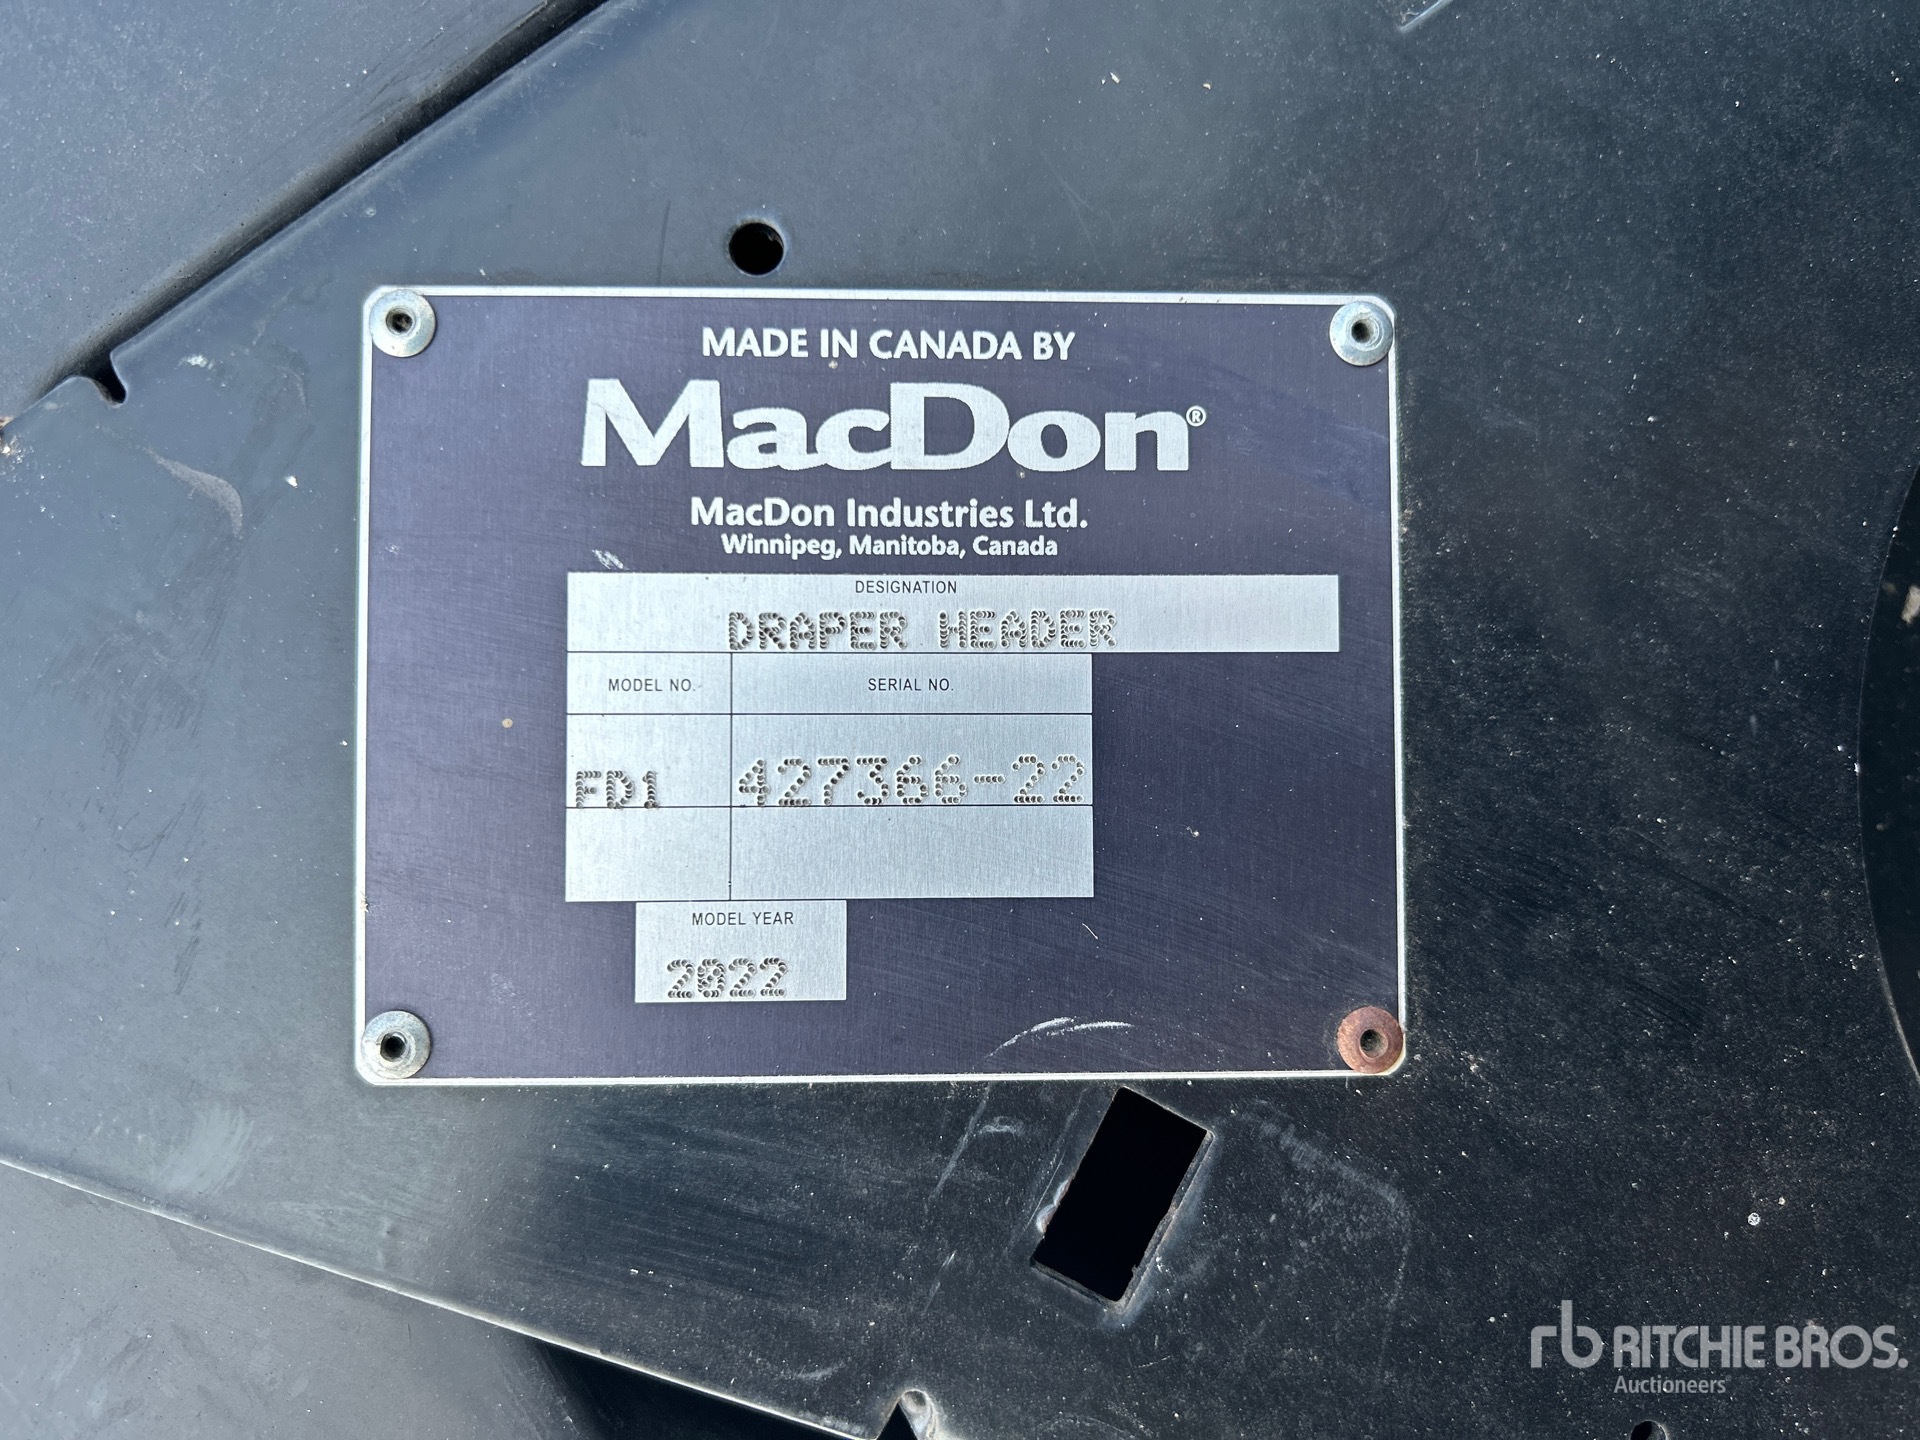 MADE IN CANADA BY
MacDon®
MacDon Industries Ltd.
Winnipeg, Manitoba, Canada
DESIGNATION
DRAPER HEADER
MODEL NO. SERIAL NO.
FD1 427366-22
MODEL YEAR
2022
rb RITCHIE BROS.
Auctioneers